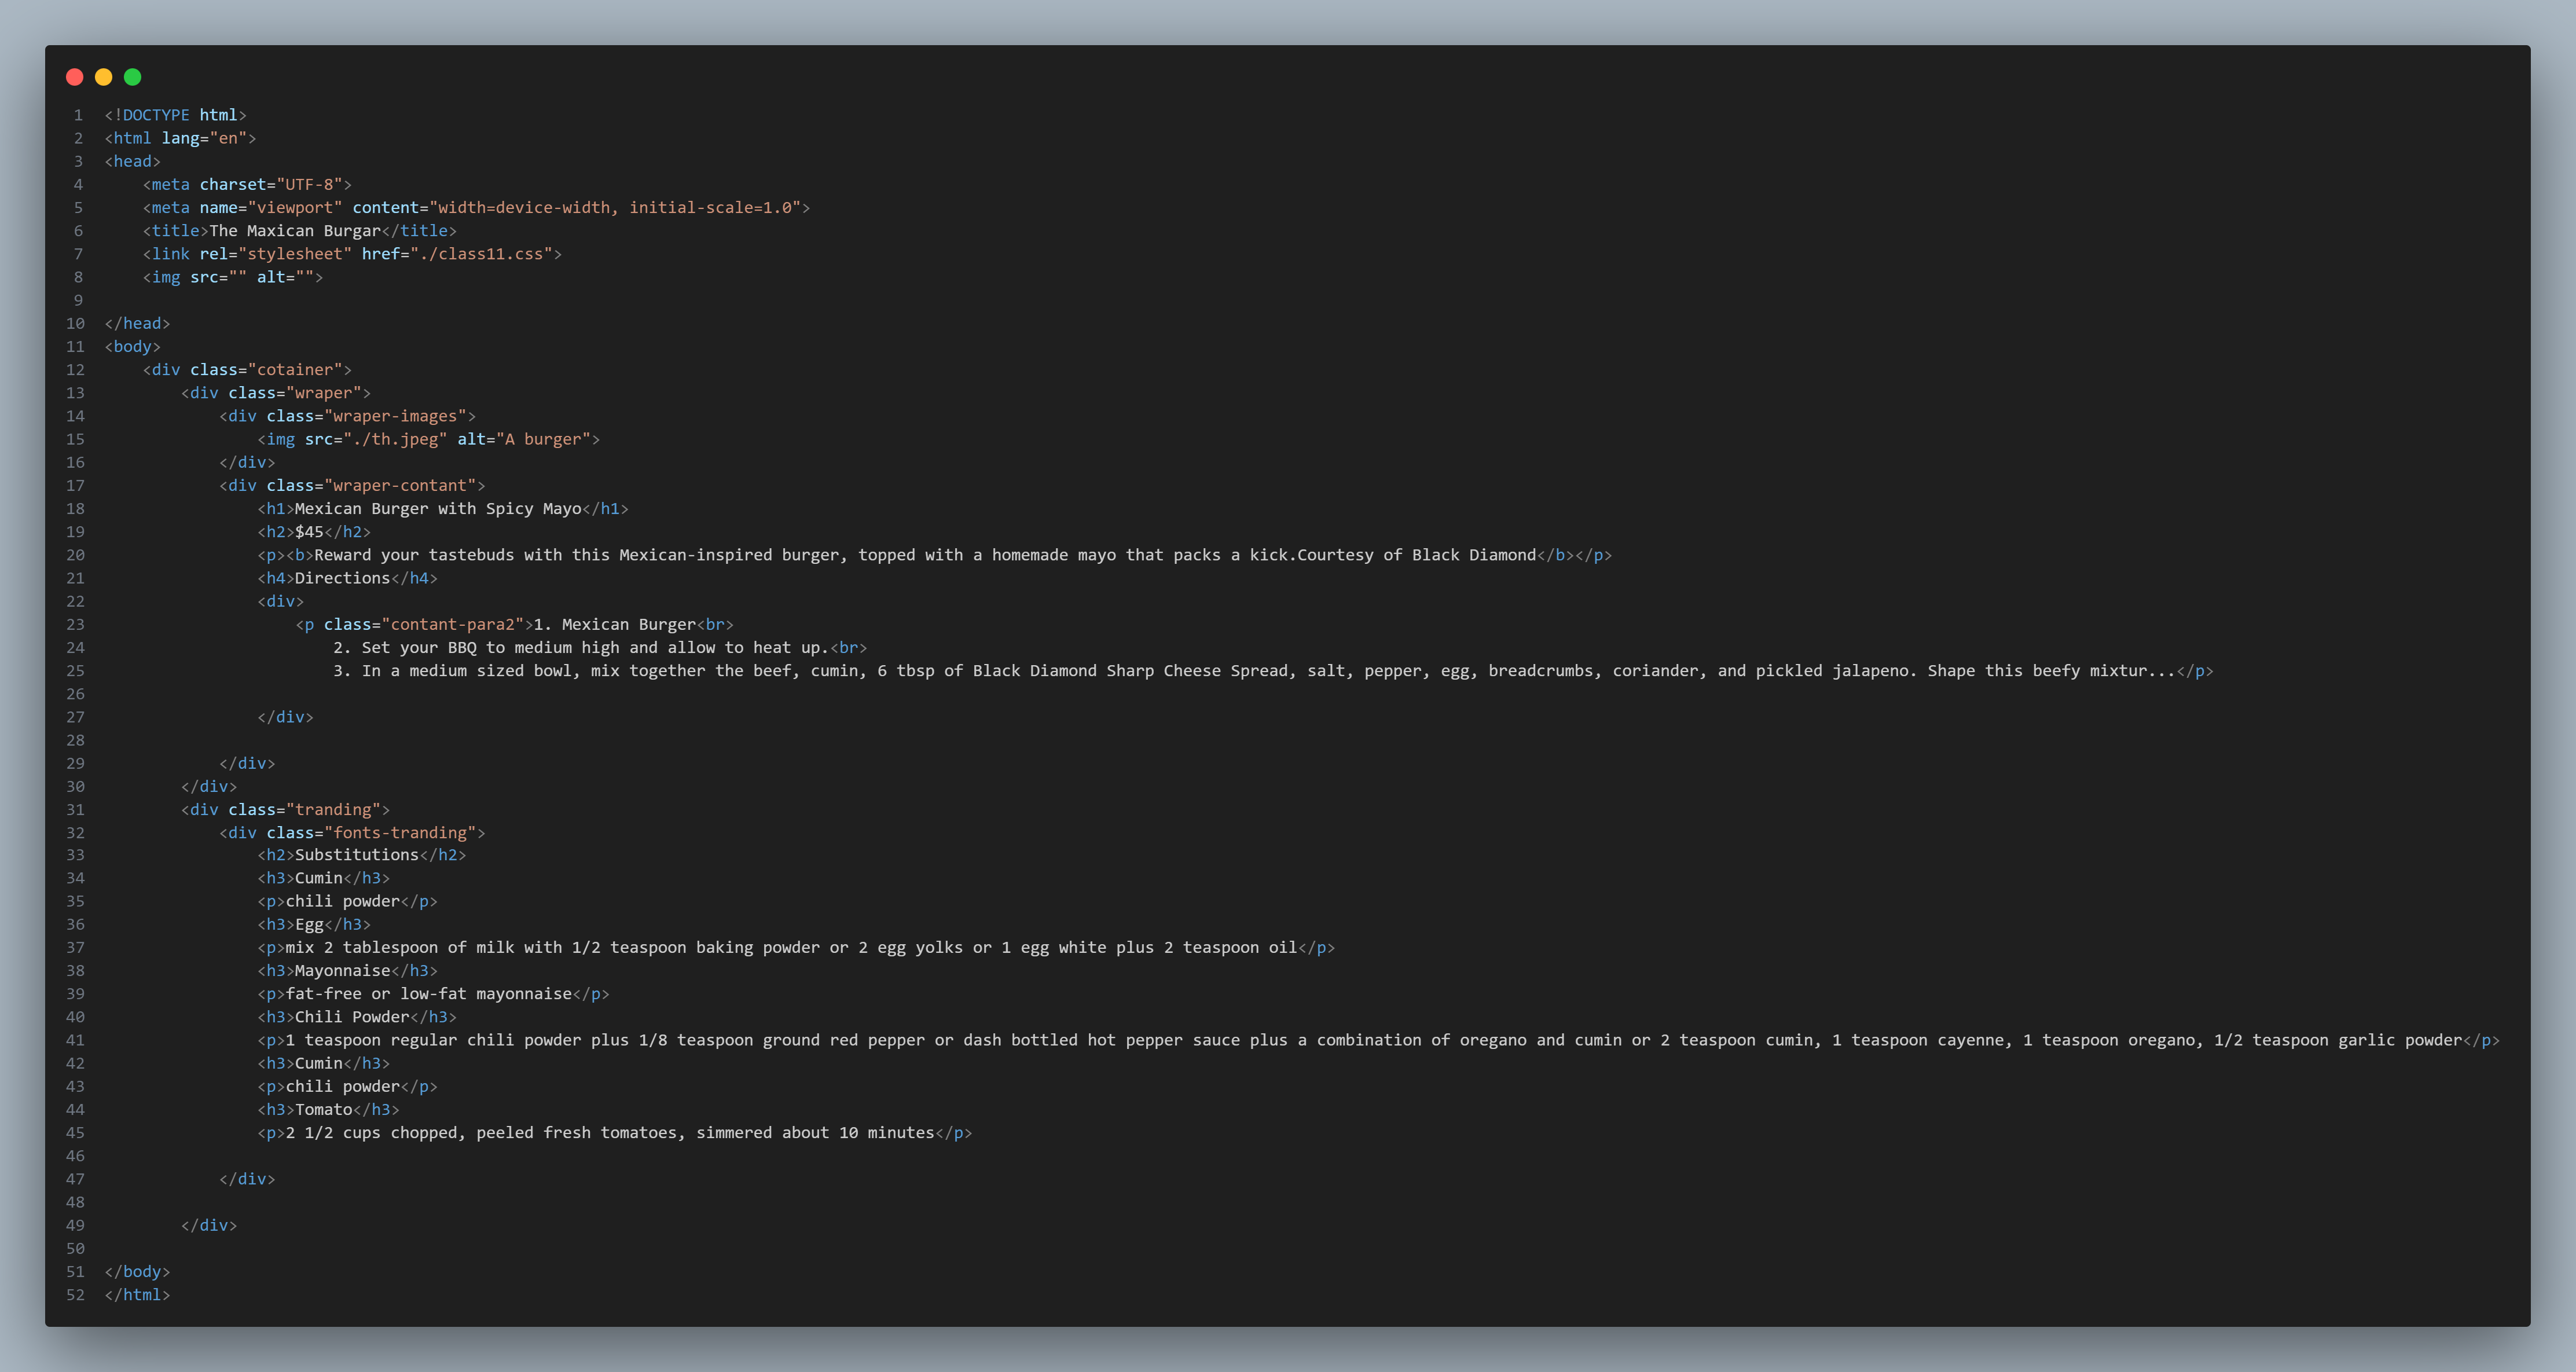 1 <!DOCTYPE html>
2 <html lang="en">
3 <head>
4     <meta charset="UTF-8">
5     <meta name="viewport" content="width=device-width, initial-scale=1.0">
6     <title>The Maxican Burgar</title>
7     <link rel="stylesheet" href="./class11.css">
8     <img src="" alt="">
9
10 </head>
11 <body>
12     <div class="cotainer">
13         <div class="wraper">
14             <div class="wraper-images">
15                 <img src="./th.jpeg" alt="A burger">
16             </div>
17             <div class="wraper-contant">
18                 <h1>Mexican Burger with Spicy Mayo</h1>
19                 <h2>$45</h2>
20                 <p><b>Reward your tastebuds with this Mexican-inspired burger, topped with a homemade mayo that packs a kick.Courtesy of Black Diamond</b></p>
21                 <h4>Directions</h4>
22                 <div>
23                     <p class="contant-para2">1. Mexican Burger<br>
24                         2. Set your BBQ to medium high and allow to heat up.<br>
25                         3. In a medium sized bowl, mix together the beef, cumin, 6 tbsp of Black Diamond Sharp Cheese Spread, salt, pepper, egg, breadcrumbs, coriander, and pickled jalapeno. Shape this beefy mixtur...</p>
26
27                 </div>
28
29             </div>
30         </div>
31         <div class="tranding">
32             <div class="fonts-tranding">
33                 <h2>Substitutions</h2>
34                 <h3>Cumin</h3>
35                 <p>chili powder</p>
36                 <h3>Egg</h3>
37                 <p>mix 2 tablespoon of milk with 1/2 teaspoon baking powder or 2 egg yolks or 1 egg white plus 2 teaspoon oil</p>
38                 <h3>Mayonnaise</h3>
39                 <p>fat-free or low-fat mayonnaise</p>
40                 <h3>Chili Powder</h3>
41                 <p>1 teaspoon regular chili powder plus 1/8 teaspoon ground red pepper or dash bottled hot pepper sauce plus a combination of oregano and cumin or 2 teaspoon cumin, 1 teaspoon cayenne, 1 teaspoon oregano, 1/2 teaspoon garlic powder</p>
42                 <h3>Cumin</h3>
43                 <p>chili powder</p>
44                 <h3>Tomato</h3>
45                 <p>2 1/2 cups chopped, peeled fresh tomatoes, simmered about 10 minutes</p>
46
47             </div>
48
49         </div>
50
51 </body>
52 </html>